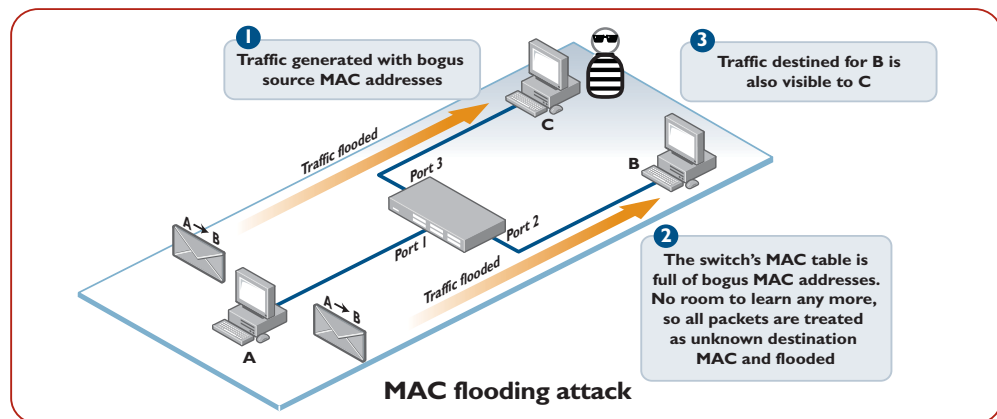 1
Traffic generated with bogus
source MAC addresses
3
Traffic destined for B is
also visible to C
C
Traffic flooded
Port 3
B
A → B
Port 1
Port 2
2
The switch's MAC table is
full of bogus MAC addresses.
No room to learn any more,
so all packets are treated
as unknown destination
MAC and flooded
Traffic flooded
A → B
A
MAC flooding attack